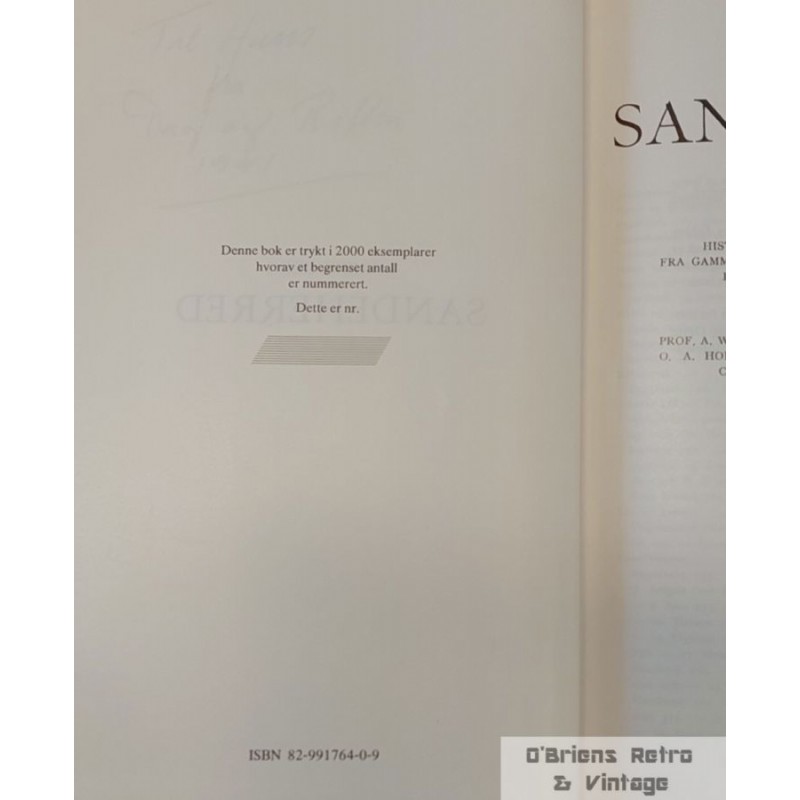 Denne bok er trykt i 2000 eksemplarer
hvorav et begrenset antall
er nummerert.
Dette er nr.
SANDEHERRED
ISBN 82-991764-0-9
SAN
HIS
FRA GAMM
PROF. A. W
O. A. HO
O'Briens Retro
& Vintage